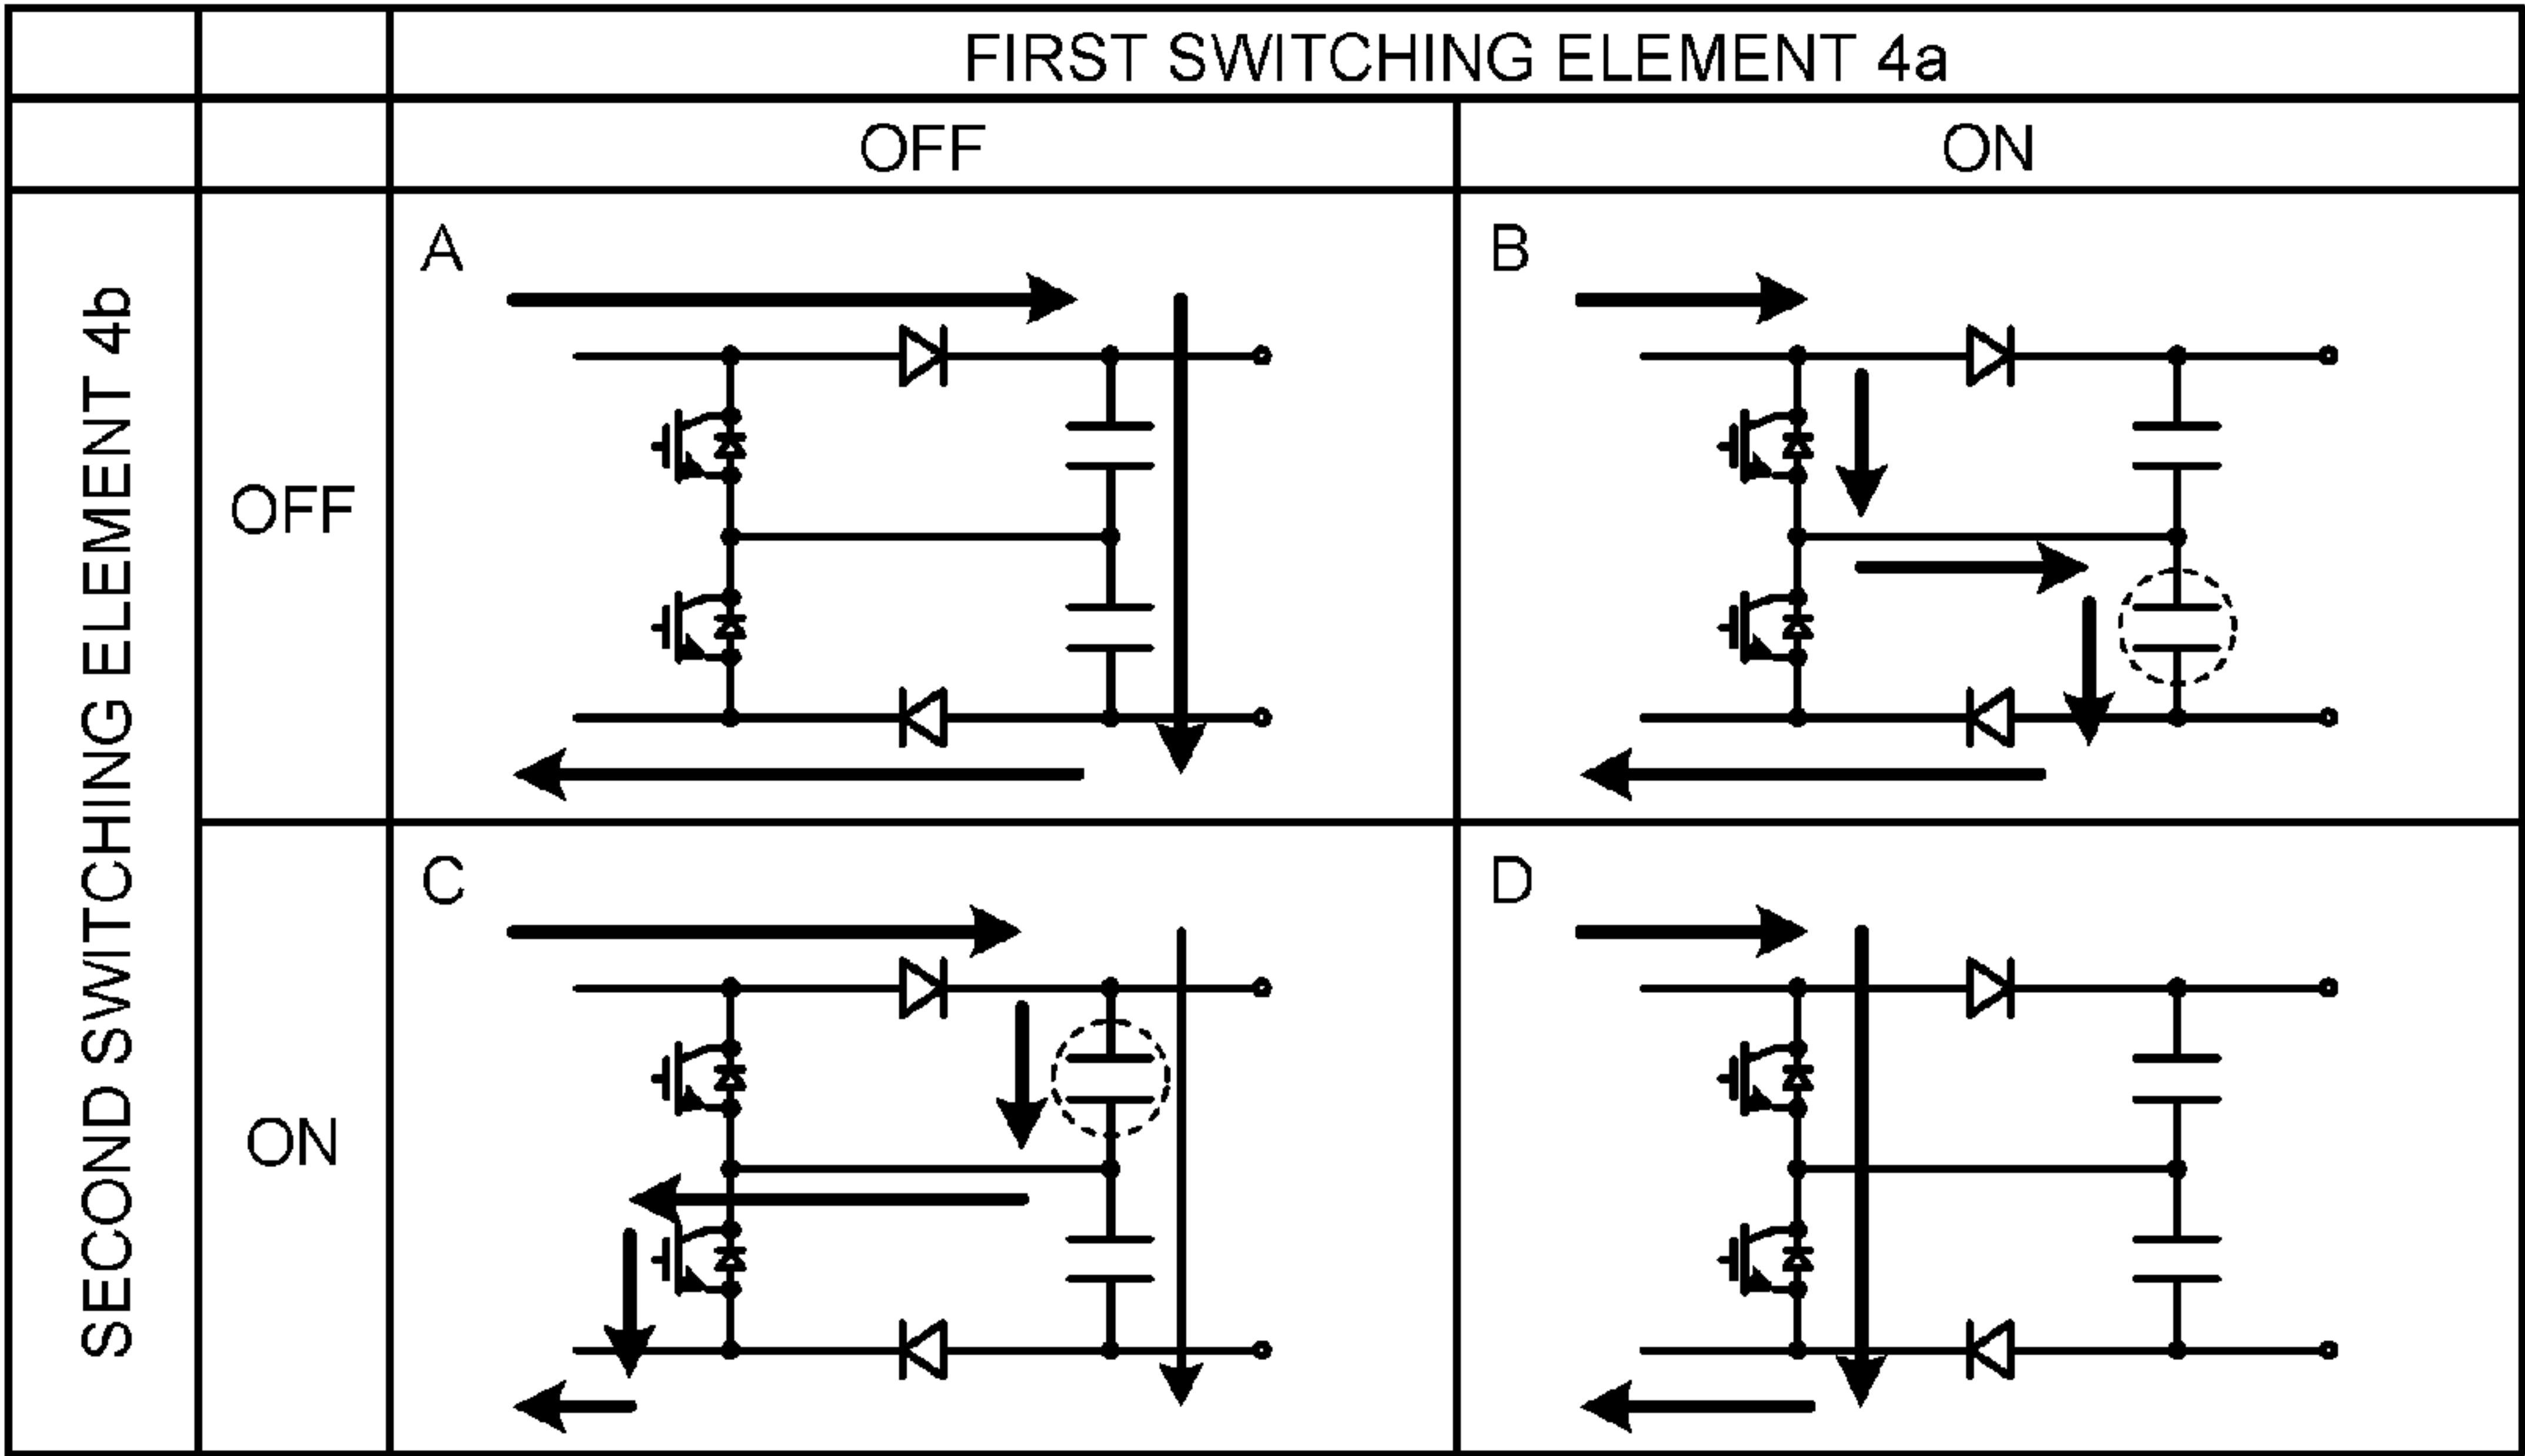 FIRST SWITCHING ELEMENT 4a
OFF
ON
SECOND SWITCHING ELEMENT 4b
OFF
A
B
ON
C
D